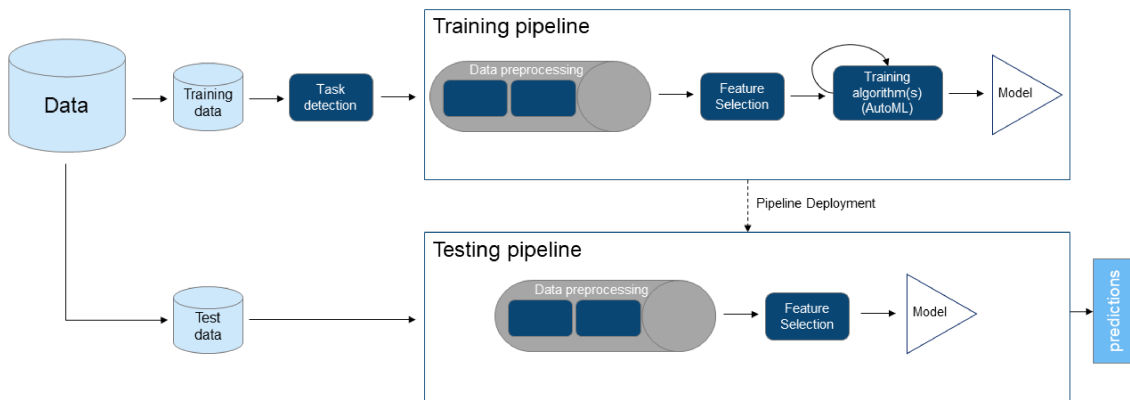 Training pipeline
Data preprocessing
Data
Training
data
Task
detection
Feature
Selection
Training
algorithm(s)
(AutoML)
Model
Pipeline Deployment
Testing pipeline
Data preprocessing
Test
data
Feature
Selection
Model
predictions